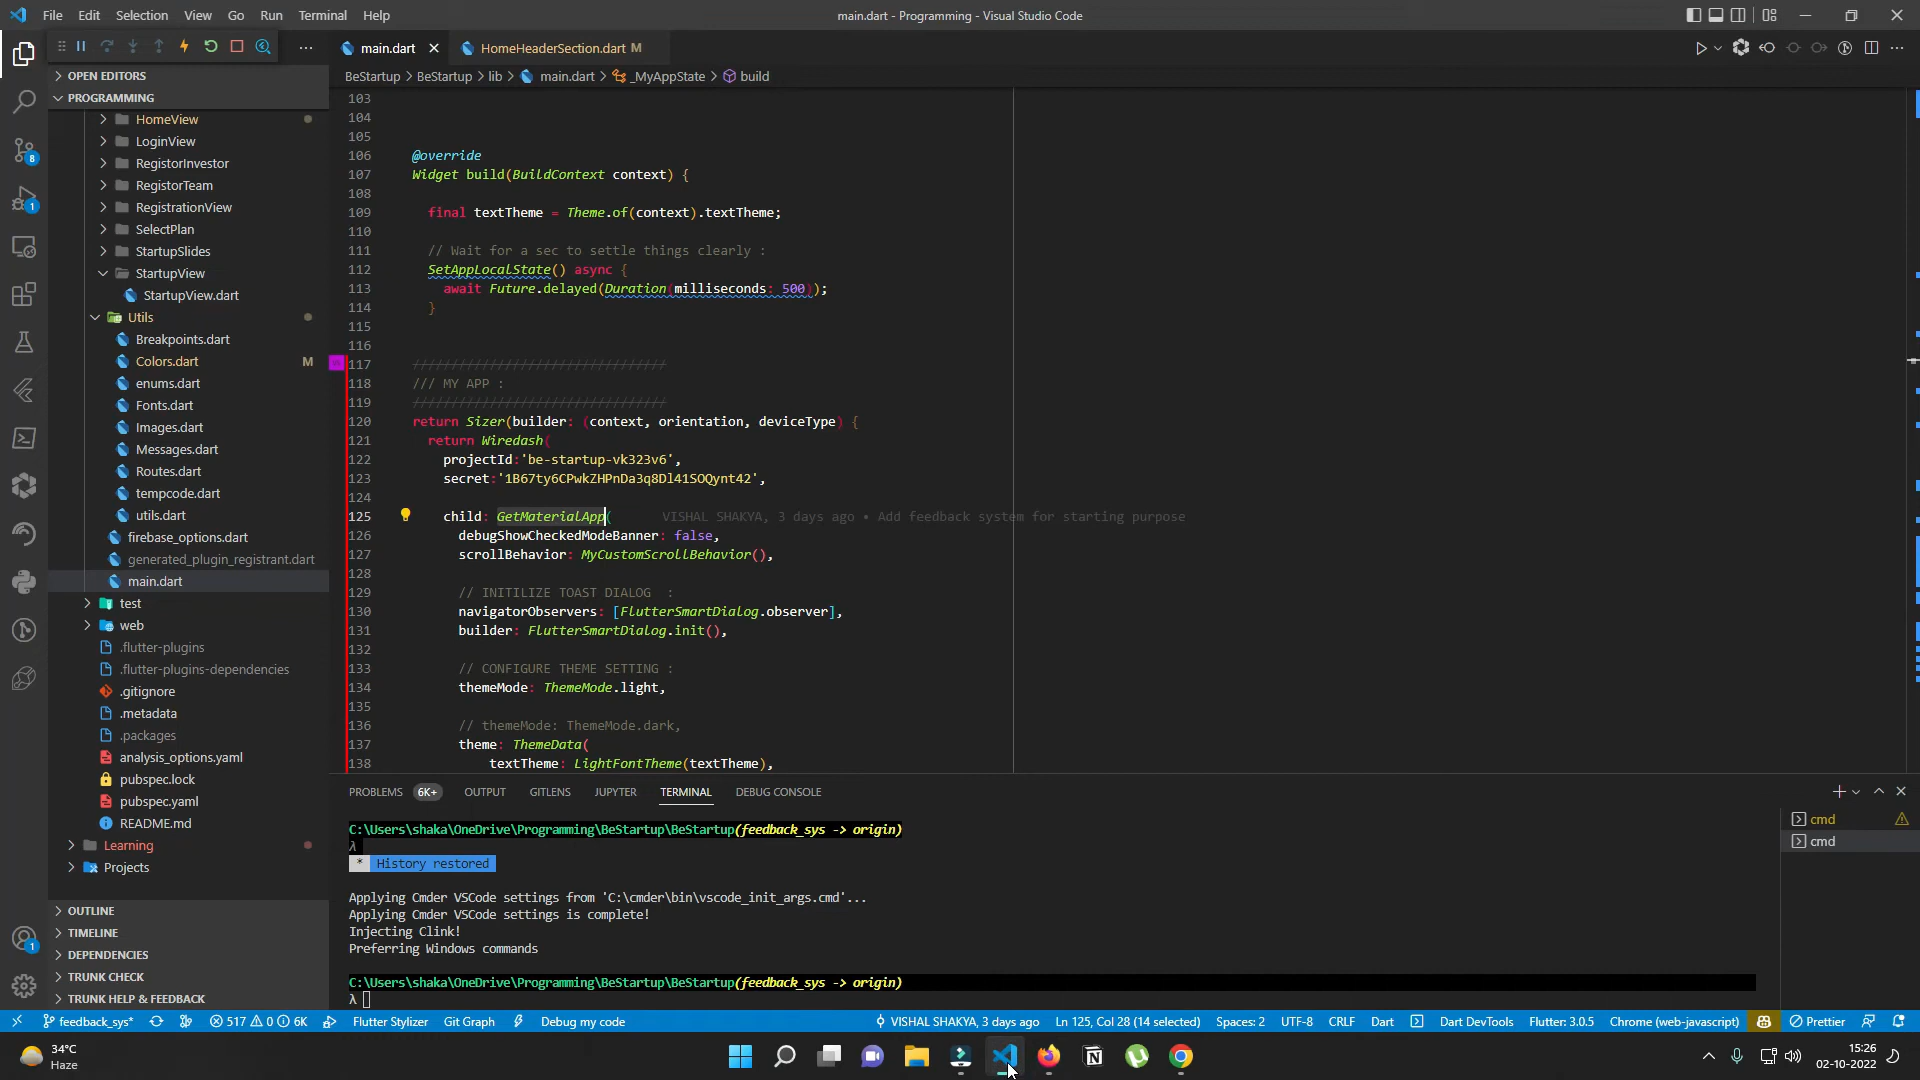 File Edit Selection View Go Run Terminal Help
main.dart - Programming - Visual Studio Code
main.dart
HomeHeaderSection.dart M
OPEN EDITORS
PROGRAMMING
HomeView
LoginView
RegistorInvestor
RegistorTeam
RegistrationView
SelectPlan
StartupSlides
StartupView
StartupView.dart
Utils
Breakpoints.dart
Colors.dart M
enums.dart
Fonts.dart
Images.dart
Messages.dart
Routes.dart
tempcode.dart
utils.dart
firebase_options.dart
generated_plugin_registrant.dart
main.dart
test
web
.flutter-plugins
.flutter-plugins-dependencies
.gitignore
.metadata
.packages
analysis_options.yaml
pubspec.lock
pubspec.yaml
README.md
Learning
Projects
OUTLINE
TIMELINE
DEPENDENCIES
TRUNK CHECK
TRUNK HELP & FEEDBACK
8
1
1
BeStartup > BeStartup > lib > main.dart > _MyAppState > build
103
104
105
106 @override
107 Widget build(BuildContext context) {
108
109 final textTheme = Theme.of(context).textTheme;
110
111 // Wait for a sec to settle things clearly :
112 SetAppLocalState() async {
113 await Future.delayed(Duration(milliseconds: 500));
114 }
115
116
117 /////////////////////////////////
118 /// MY APP :
119 /////////////////////////////////
120 return Sizer(builder: (context, orientation, deviceType) {
121 return Wiredash(
122 projectId:'be-startup-vk323v6',
123 secret:'1B67ty6CPwkZHPnDa3q8Dl41SOQynt42',
124
125 child: GetMaterialApp( VISHAL SHAKYA, 3 days ago • Add feedback system for starting purpose
126 debugShowCheckedModeBanner: false,
127 scrollBehavior: MyCustomScrollBehavior(),
128
129 // INITILIZE TOAST DIALOG :
130 navigatorObservers: [FlutterSmartDialog.observer],
131 builder: FlutterSmartDialog.init(),
132
133 // CONFIGURE THEME SETTING :
134 themeMode: ThemeMode.light,
135
136 // themeMode: ThemeMode.dark,
137 theme: ThemeData(
138 textTheme: LightFontTheme(textTheme),
PROBLEMS 6K+ OUTPUT GITLENS JUPYTER TERMINAL DEBUG CONSOLE
C:\Users\shaka\OneDrive\Programming\BeStartup\BeStartup(feedback_sys -> origin)
λ
* History restored
Applying Cmder VSCode settings from 'C:\cmder\bin\vscode_init_args.cmd'...
Applying Cmder VSCode settings is complete!
Injecting Clink!
Preferring Windows commands
C:\Users\shaka\OneDrive\Programming\BeStartup\BeStartup(feedback_sys -> origin)
λ
cmd
cmd
feedback_sys* 517 0 6K Flutter Stylizer Git Graph Debug my code VISHAL SHAKYA, 3 days ago Ln 125, Col 28 (14 selected) Spaces: 2 UTF-8 CRLF Dart Dart DevTools Flutter: 3.0.5 Chrome (web-javascript) Prettier
34°C
Haze
15:26
02-10-2022